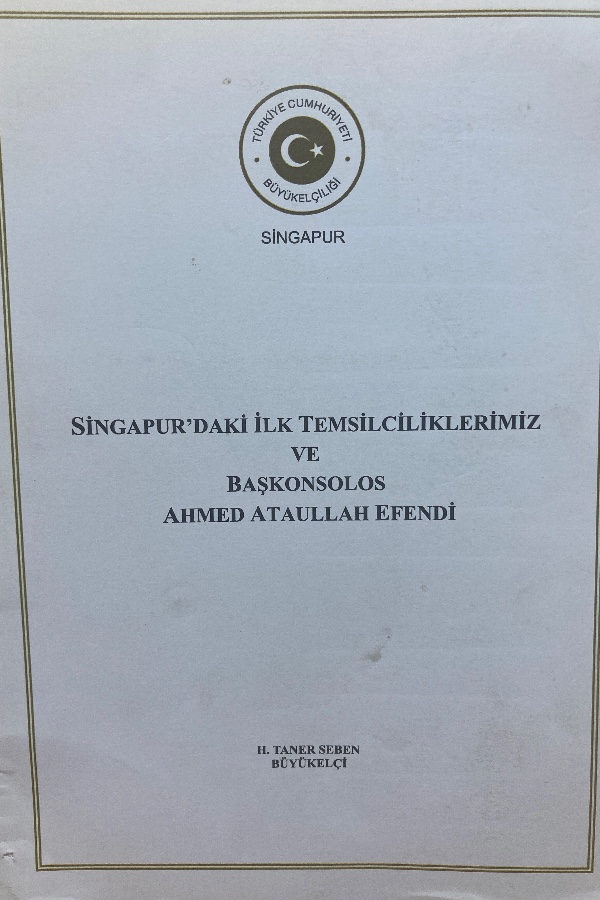 TÜRKİYE CUMHURİYETİ
BÜYÜKELÇİLİĞİ
SİNGAPUR
SİNGAPUR'DAKİ İLK TEMSİLCİLİKLERİMİZ
VE
BAŞKONSOLOS
AHMED ATAULLAH EFENDİ
H. TANER SEBEN
BÜYÜKELÇİ